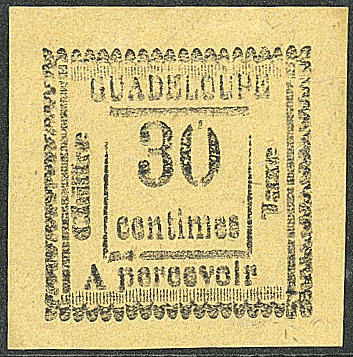 GUADELOUPE
30
centimes
A percevoir
Chiffre
Taxe